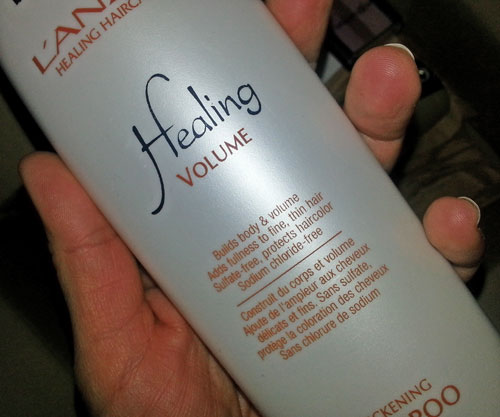 L'AN
HEALING HAIRC
Healing
VOLUME
Builds body & volume
Adds fullness to fine, thin hair
Sulfate-free, protects haircolor
Sodium chloride-free
Construit du corps et volume
Ajoute de l'ampleur aux cheveux
délicats et fins. Sans sulfate,
protège la coloration des cheveux
Sans chlorure de sodium
CKENING
POO